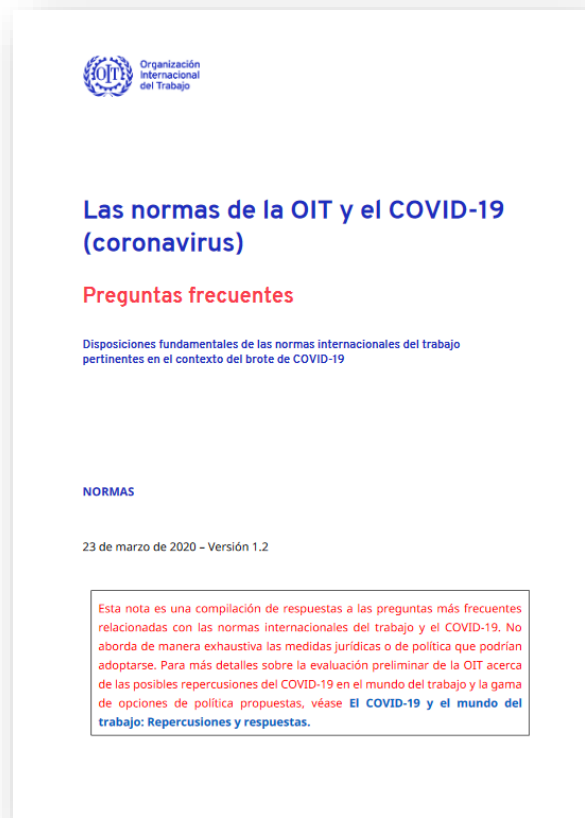 OIT
Organización
Internacional
del Trabajo
Las normas de la OIT y el COVID-19
(coronavirus)
Preguntas frecuentes
Disposiciones fundamentales de las normas internacionales del trabajo
pertinentes en el contexto del brote de COVID-19
NORMAS
23 de marzo de 2020 – Versión 1.2
Esta nota es una compilación de respuestas a las preguntas más frecuentes
relacionadas con las normas internacionales del trabajo y el COVID-19. No
aborda de manera exhaustiva las medidas jurídicas o de política que podrían
adoptarse. Para más detalles sobre la evaluación preliminar de la OIT acerca
de las posibles repercusiones del COVID-19 en el mundo del trabajo y la gama
de opciones de política propuestas, véase El COVID-19 y el mundo del
trabajo: Repercusiones y respuestas.